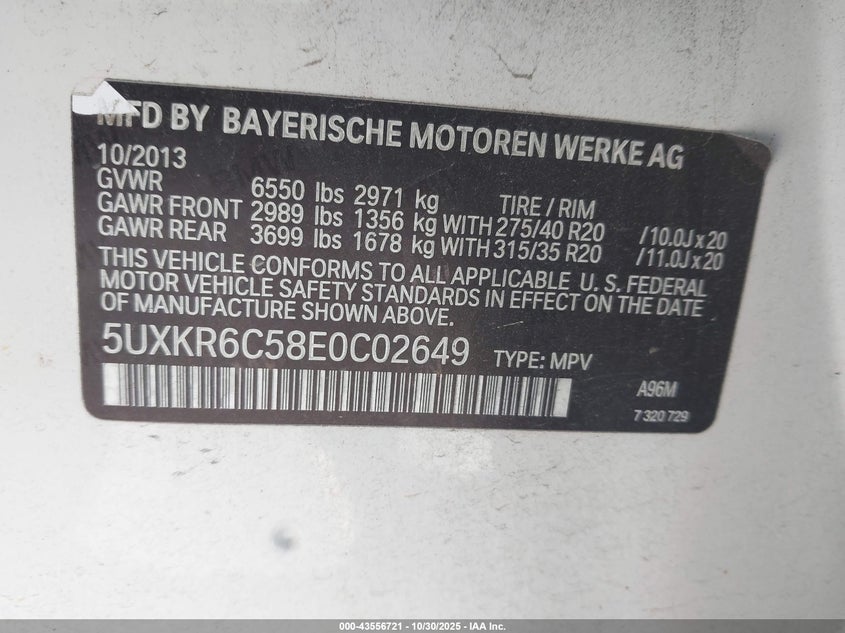 MFD BY BAYERISCHE MOTOREN WERKE AG
10/2013
GVWR 6550 lbs 2971 kg TIRE / RIM
GAWR FRONT 2989 lbs 1356 kg WITH 275/40 R20 /10.0J x 20
GAWR REAR 3699 lbs 1678 kg WITH 315/35 R20 /11.0J x 20
THIS VEHICLE CONFORMS TO ALL APPLICABLE U. S. FEDERAL
MOTOR VEHICLE SAFETY STANDARDS IN EFFECT ON THE DATE
OF MANUFACTURE SHOWN ABOVE.
5UXKR6C58E0C02649 TYPE: MPV
A96M
7 320 729
000-43556721 - 10/30/2025 - IAA Inc.